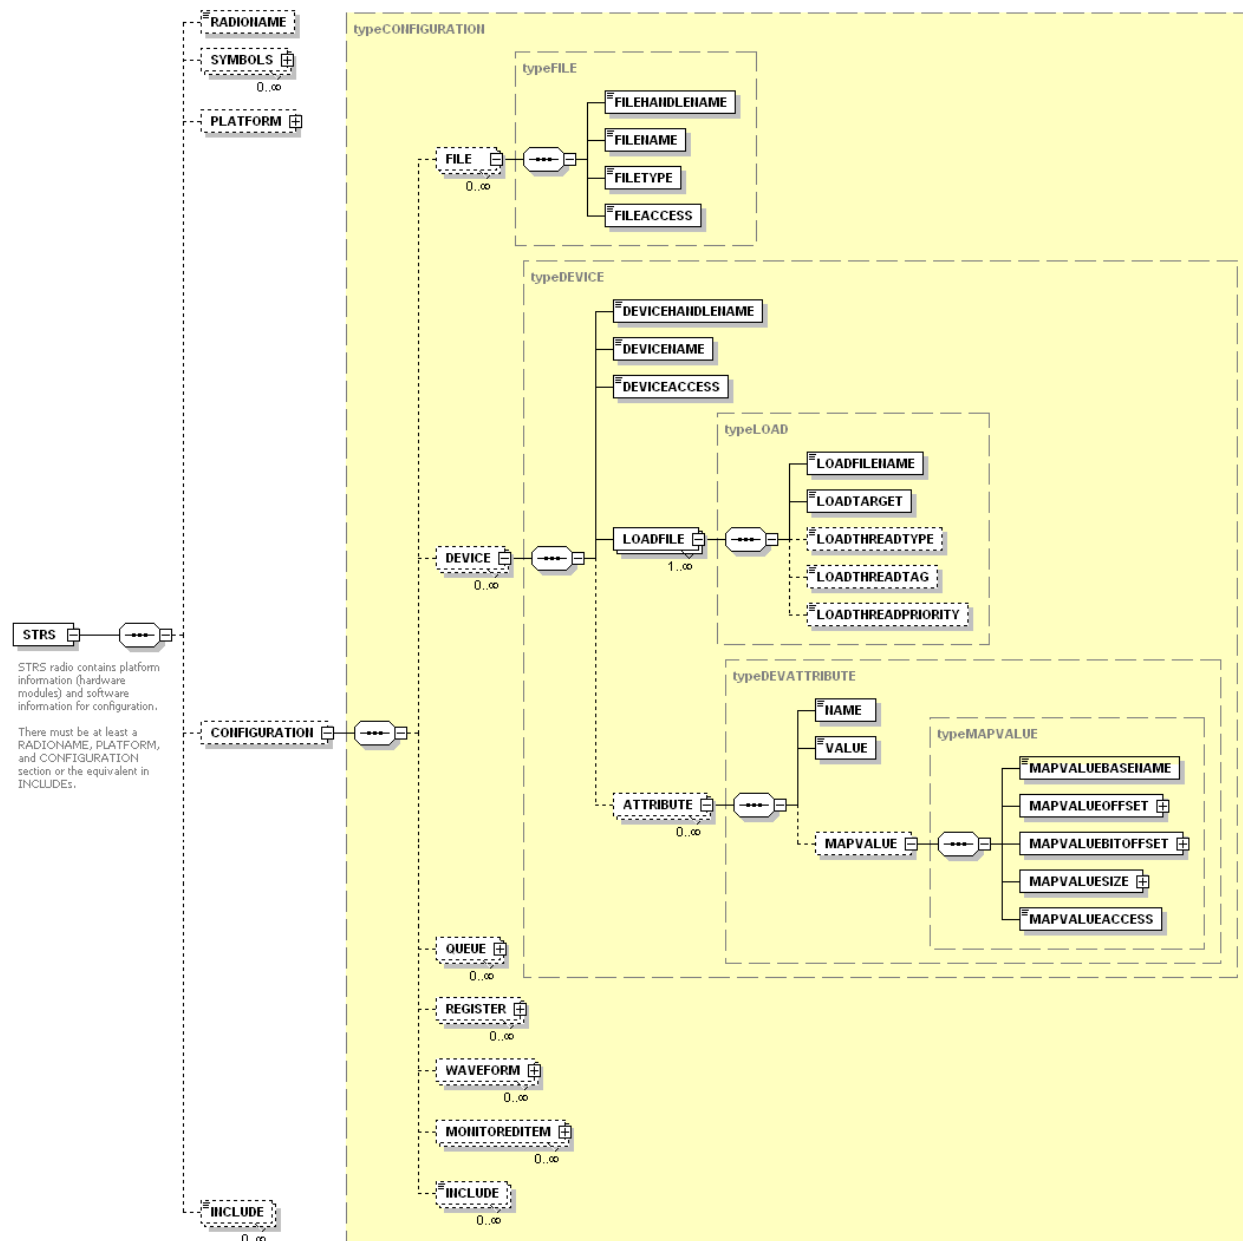 RADIONAME
SYMBOLS
0..∞
PLATFORM
typeCONFIGURATION
typeFILE
FILE
0..∞
FILEHANDLENAME
FILENAME
FILETYPE
FILEACCESS
typeDEVICE
DEVICEHANDLENAME
DEVICENAME
DEVICEACCESS
typeLOAD
LOADFILENAME
LOADTARGET
LOADFILE
1..∞
LOADTHREADTYPE
LOADTHREADTAG
LOADTHREADPRIORITY
DEVICE
0..∞
STRS
STRS radio contains platform
information (hardware
modules) and software
information for configuration.
There must be at least a
RADIONAME, PLATFORM,
and CONFIGURATION
section or the equivalent in
INCLUDEs.
CONFIGURATION
typeDEVATTRIBUTE
NAME
VALUE
ATTRIBUTE
0..∞
MAPVALUE
typeMAPVALUE
MAPVALUEBASENAME
MAPVALUEOFFSET
MAPVALUEBITOFFSET
MAPVALUESIZE
MAPVALUEACCESS
QUEUE
0..∞
REGISTER
0..∞
WAVEFORM
0..∞
MONITOREDITEM
0..∞
INCLUDE
0..∞
INCLUDE
0..∞